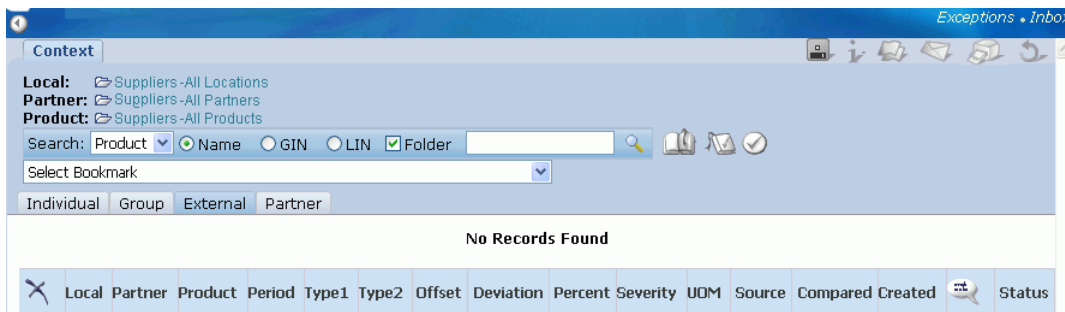 Exceptions • Inbox
Context
Local: Suppliers-All Locations
Partner: Suppliers-All Partners
Product: Suppliers-All Products
Search: Product Name GIN LIN Folder
Select Bookmark
Individual Group External Partner
No Records Found
Local Partner Product Period Type1 Type2 Offset Deviation Percent Severity UOM Source Compared Created Status